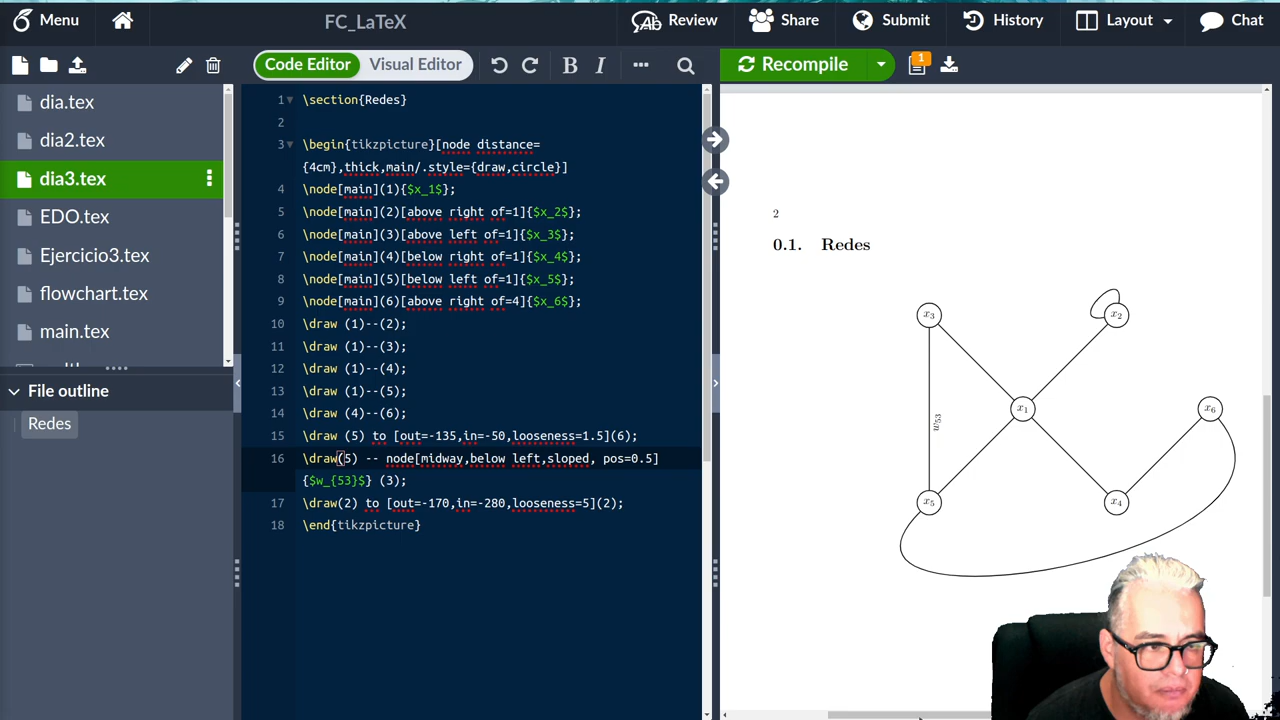 Menu
FC_LaTeX
Review
Share
Submit
History
Layout
Chat
Code Editor
Visual Editor
B
I
Recompile
1
dia.tex
dia2.tex
dia3.tex
EDO.tex
Ejercicio3.tex
flowchart.tex
main.tex
File outline
Redes
1 \section{Redes}
2
3 \begin{tikzpicture}[node distance=
{4cm},thick,main/.style={draw,circle}]
4 \node[main](1){$x_1$};
5 \node[main](2)[above right of=1]{$x_2$};
6 \node[main](3)[above left of=1]{$x_3$};
7 \node[main](4)[below right of=1]{$x_4$};
8 \node[main](5)[below left of=1]{$x_5$};
9 \node[main](6)[above right of=4]{$x_6$};
10 \draw (1)--(2);
11 \draw (1)--(3);
12 \draw (1)--(4);
13 \draw (1)--(5);
14 \draw (4)--(6);
15 \draw (5) to [out=-135,in=-50,looseness=1.5](6);
16 \draw(5) -- node[midway,below left,sloped, pos=0.5]
{$w_{53}$} (3);
17 \draw(2) to [out=-170,in=-280,looseness=5](2);
18 \end{tikzpicture}
2
0.1. Redes
x3
x2
x1
x6
w53
x5
x4